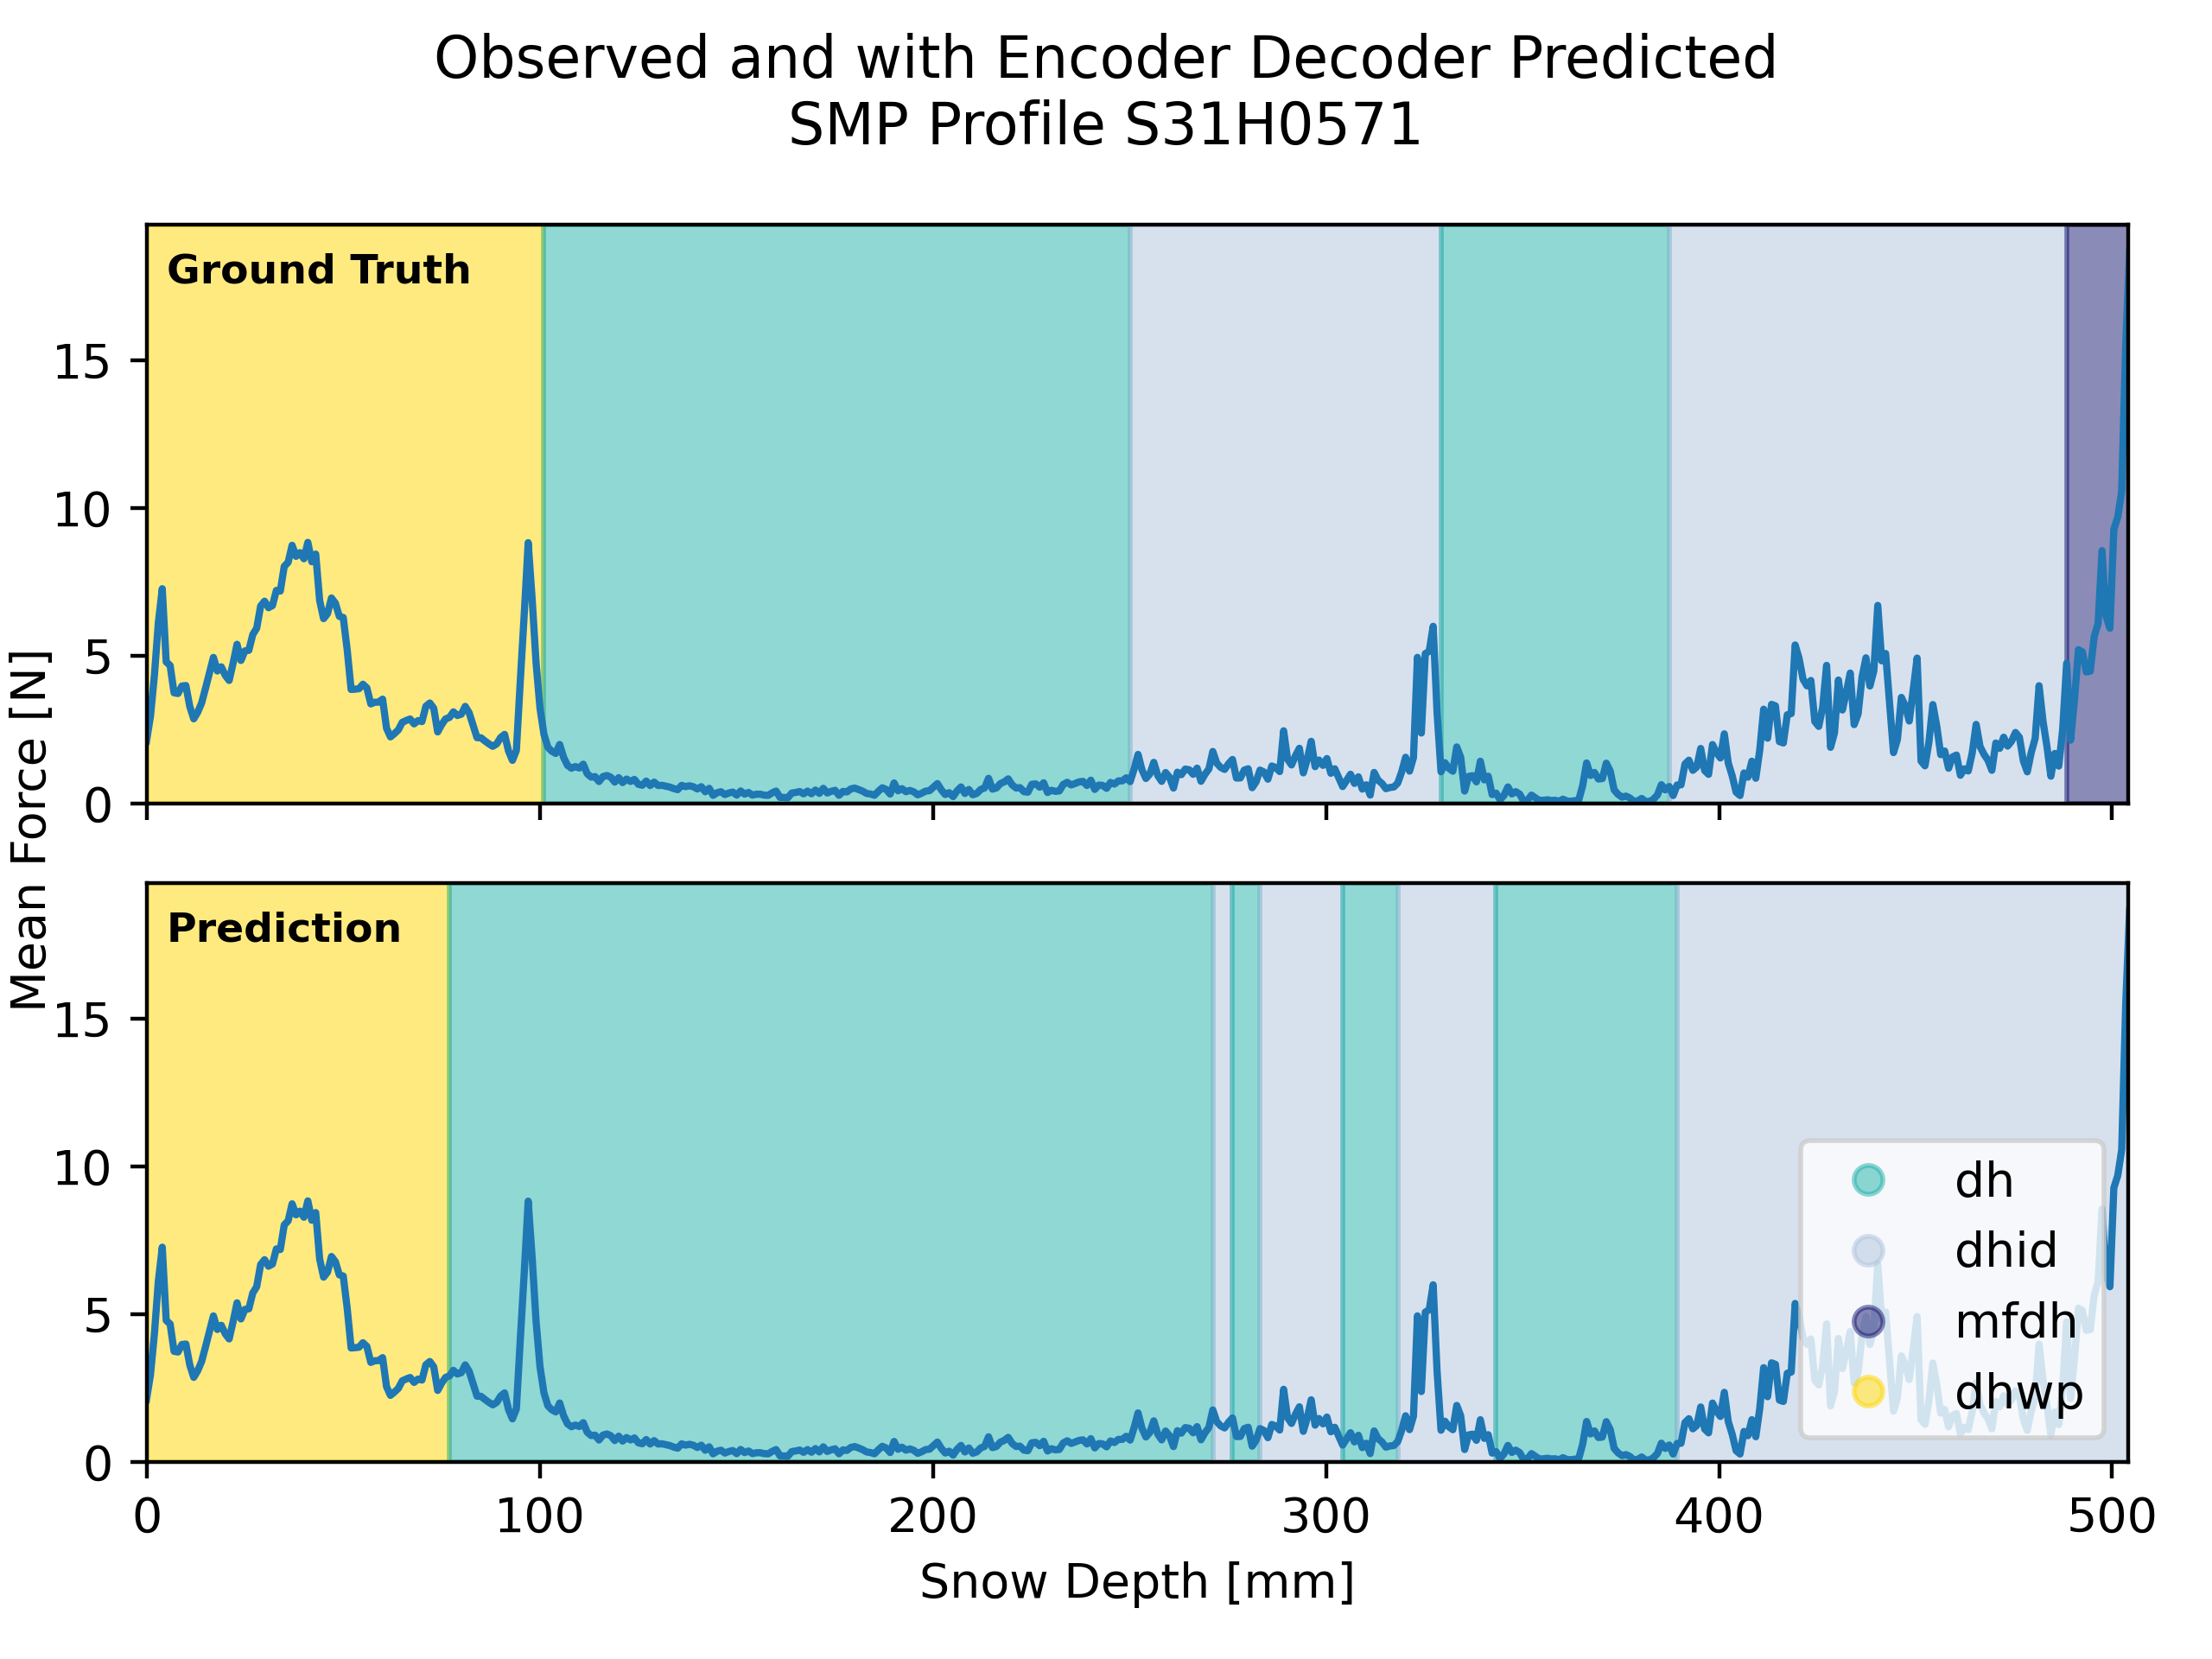 Observed and with Encoder Decoder Predicted
SMP Profile S31H0571
Ground Truth
15
10
5
0
Mean Force [N]
Prediction
15
10
5
0
dh
dhid
mfdh
dhwp
0 100 200 300 400 500
Snow Depth [mm]